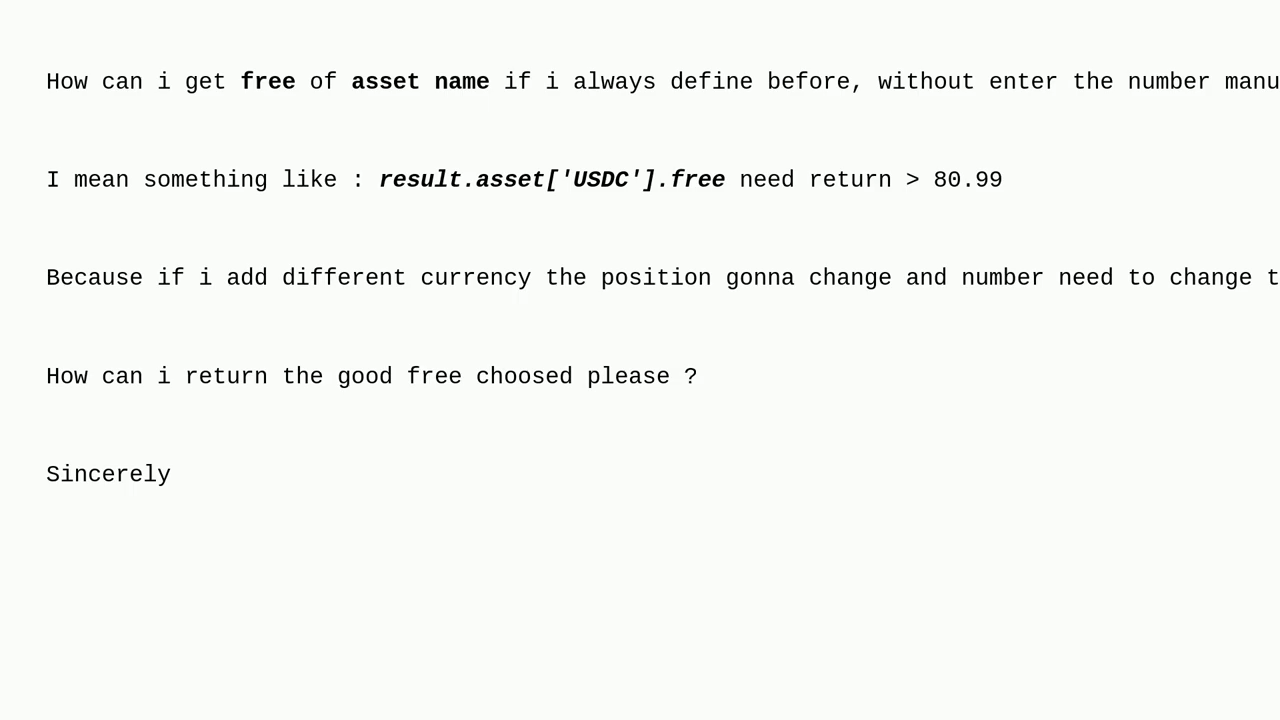 How can i get free of asset name if i always define before, without enter the number manu
I mean something like : result.asset['USDC'].free need return > 80.99
Because if i add different currency the position gonna change and number need to change t
How can i return the good free choosed please ?
Sincerely